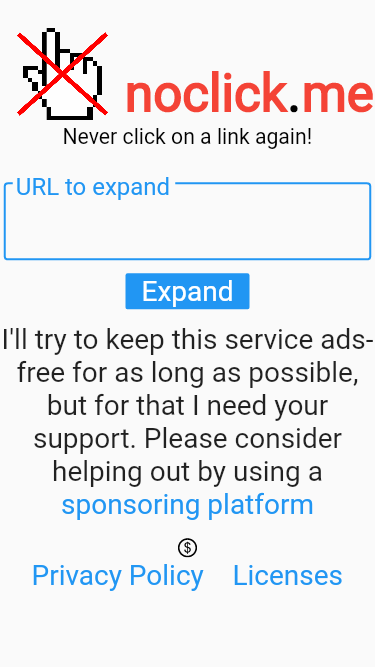 noclick.me
Never click on a link again!
URL to expand
Expand
I'll try to keep this service ads-
free for as long as possible,
but for that I need your
support. Please consider
helping out by using a
sponsoring platform
$
Privacy Policy Licenses